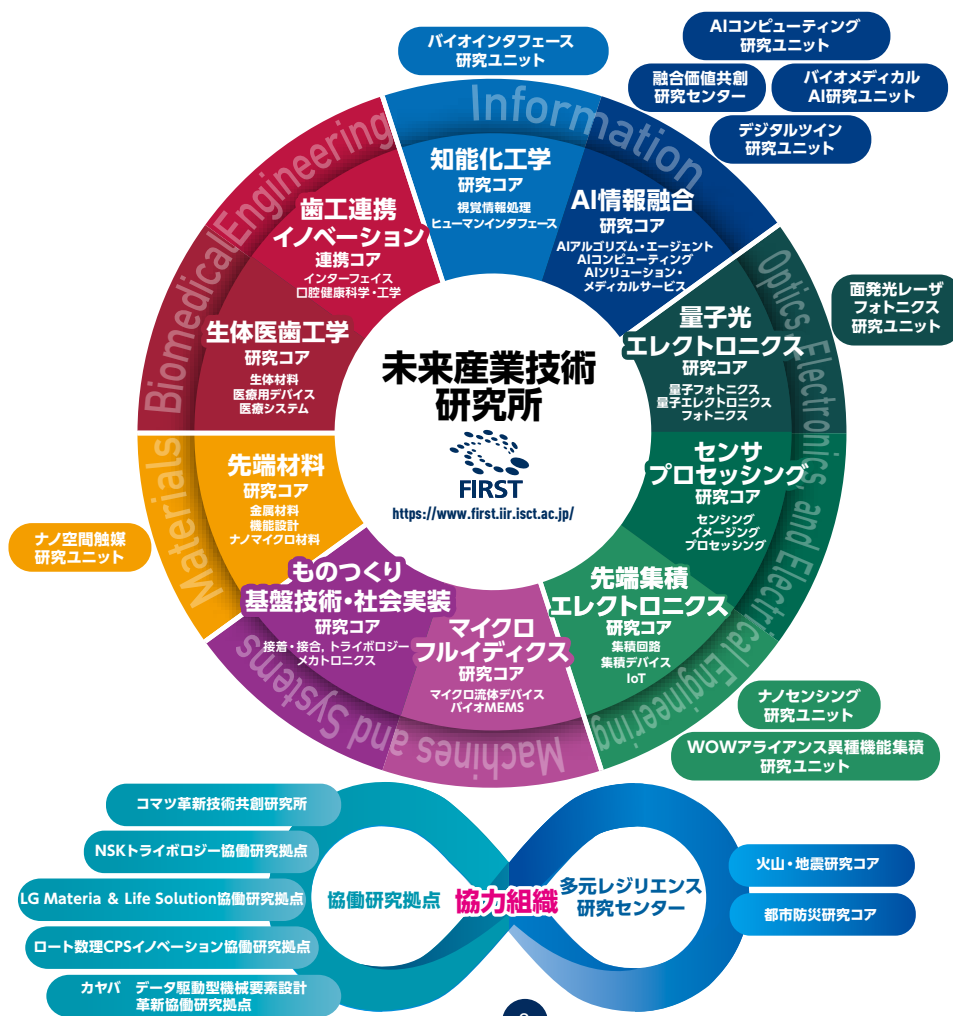 AIコンピューティング
研究ユニット
バイオインタフェース
研究ユニット
融合価値共創
研究センター
バイオメディカル
AI研究ユニット
デジタルツイン
研究ユニット
Information
知能化工学
研究コア
視覚情報処理
ヒューマンインタフェース
AI情報融合
研究コア
AIアルゴリズム・エージェント
AIコンピューティング
AIソリューション・
メディカルサービス
Biomedical Engineering
歯工連携
イノベーション
連携コア
インターフェイス
口腔健康科学・工学
生体医歯工学
研究コア
生体材料
医療用デバイス
医療システム
Optics, Electronics, and Electrical Engineering
面発光レーザ
フォトニクス
研究ユニット
量子光
エレクトロニクス
研究コア
量子フォトニクス
量子エレクトロニクス
フォトニクス
センサ
プロセッシング
研究コア
センシング
イメージング
プロセッシング
先端集積
エレクトロニクス
研究コア
集積回路
集積デバイス
IoT
未来産業技術
研究所
FIRST
https://www.first.iir.isct.ac.jp/
Materials
先端材料
研究コア
金属材料
機能設計
ナノマイクロ材料
ナノ空間触媒
研究ユニット
Machines and Systems
ものつくり
基盤技術・社会実装
研究コア
接着・接合, トライボロジー
メカトロニクス
マイクロ
フルイディクス
研究コア
マイクロ流体デバイス
バイオMEMS
ナノセンシング
研究ユニット
WOWアライアンス異種機能集積
研究ユニット
コマツ革新技術共創研究所
NSKトライボロジー協働研究拠点
LG Materia & Life Solution協働研究拠点
ロート数理CPSイノベーション協働研究拠点
カヤバ データ駆動型機械要素設計
革新協働研究拠点
協働研究拠点
協力組織
多元レジリエンス
研究センター
火山・地震研究コア
都市防災研究コア